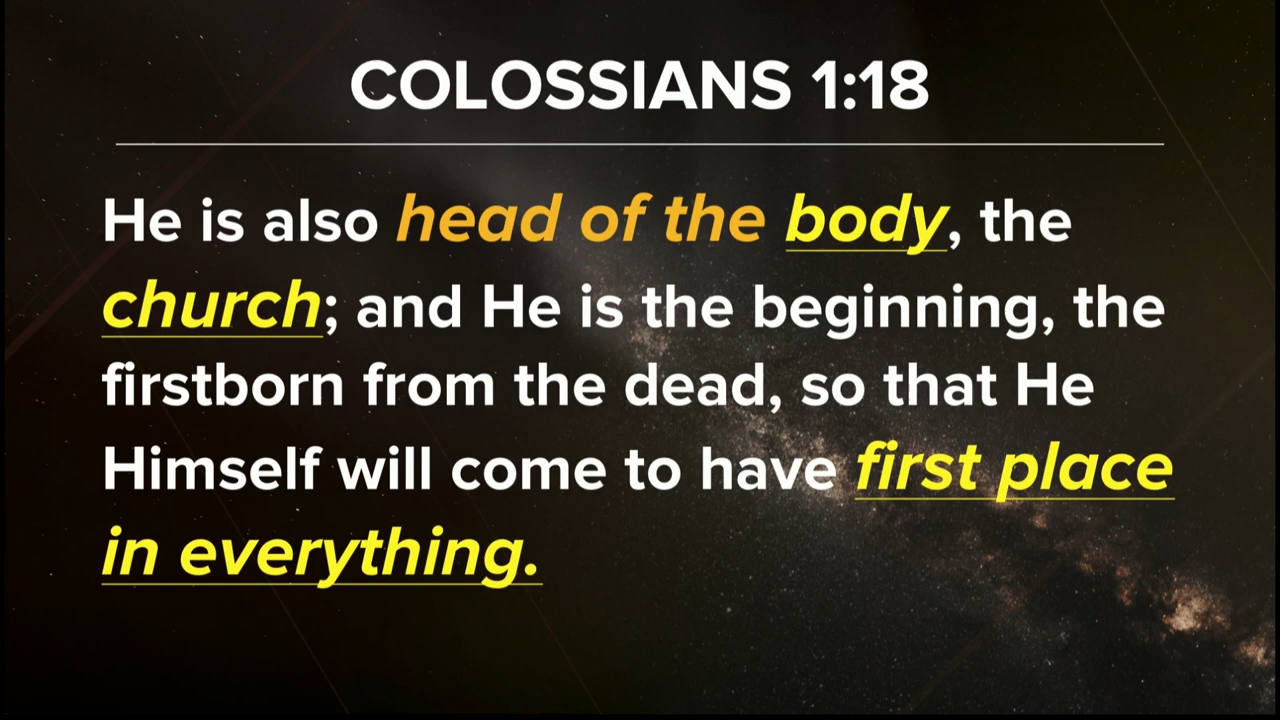 COLOSSIANS 1:18
He is also head of the body, the
church; and He is the beginning, the
firstborn from the dead, so that He
Himself will come to have first place
in everything.